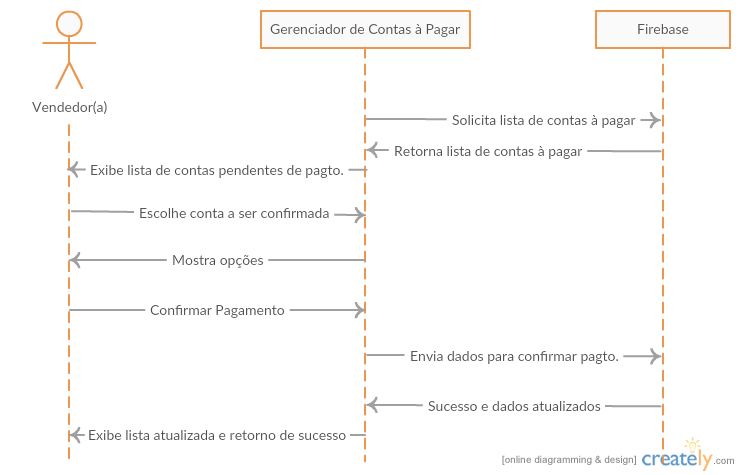 Gerenciador de Contas à Pagar
Firebase
Vendedor(a)
Solicita lista de contas à pagar
Retorna lista de contas à pagar
Exibe lista de contas pendentes de pagto.
Escolhe conta a ser confirmada
Mostra opções
Confirmar Pagamento
Envia dados para confirmar pagto.
Sucesso e dados atualizados
Exibe lista atualizada e retorno de sucesso
[online diagramming & design] creately.com